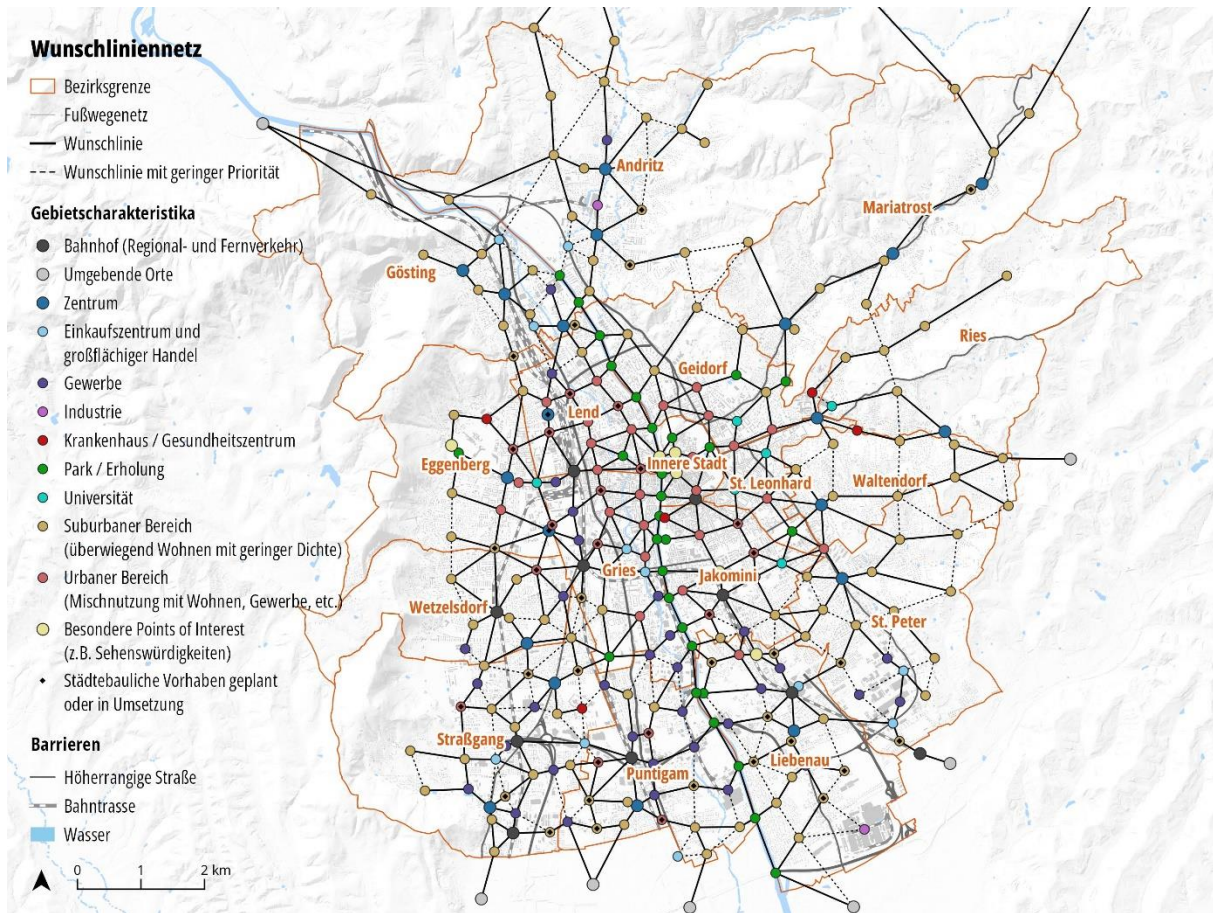 Wunschliniennetz
Bezirksgrenze
Fußwegenetz
Wunschlinie
Wunschlinie mit geringer Priorität
Gebietscharakteristika
Bahnhof (Regional- und Fernverkehr)
Umgebende Orte
Zentrum
Einkaufszentrum und
großflächiger Handel
Gewerbe
Industrie
Krankenhaus / Gesundheitszentrum
Park / Erholung
Universität
Suburbaner Bereich
(überwiegend Wohnen mit geringer Dichte)
Urbaner Bereich
(Mischnutzung mit Wohnen, Gewerbe, etc.)
Besondere Points of Interest
(z.B. Sehenswürdigkeiten)
Städtebauliche Vorhaben geplant
oder in Umsetzung
Barrieren
Höherrangige Straße
Bahntrasse
Wasser
0 1 2 km
Andritz
Mariatrost
Gösting
Ries
Geidorf
Lend
Eggenberg
Innere Stadt
St. Leonhard
Waltendorf
Gries
Jakomini
Wetzelsdorf
St. Peter
Straßgang
Puntigam
Liebenau